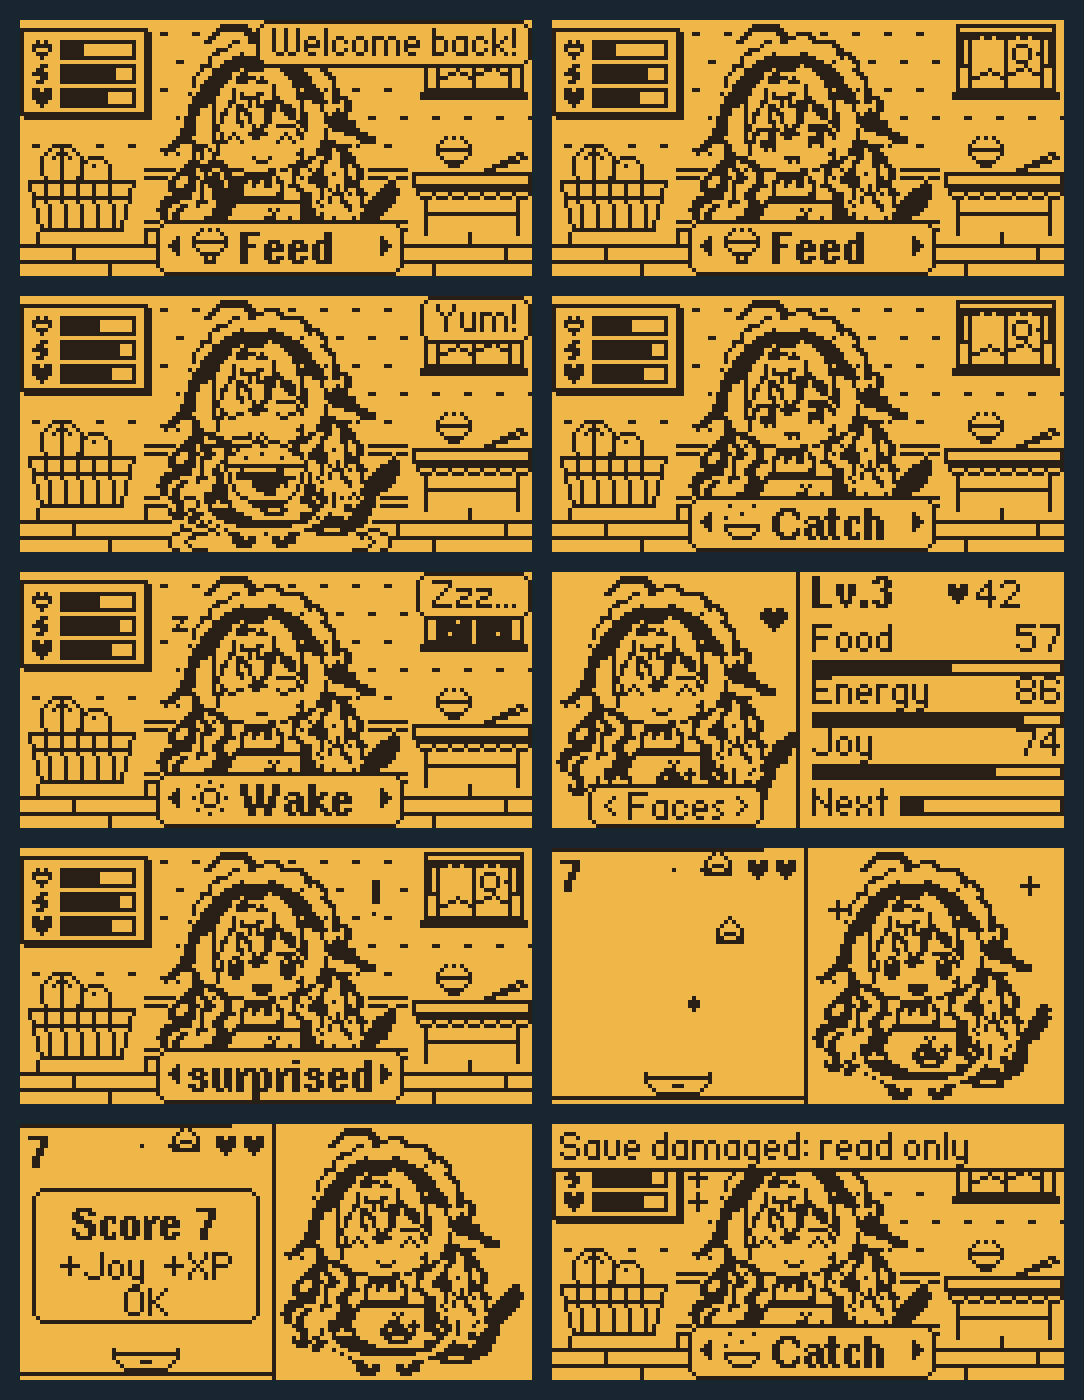 Welcome back!
Feed
Feed
Yum!
Catch
Zzz...
z
Wake
Lv.3 ♥42
Food 57
Energy 86
Joy 74
Next
< Faces >
!
surprised
7
7
Score 7
+Joy +XP
OK
Save damaged: read only
Catch